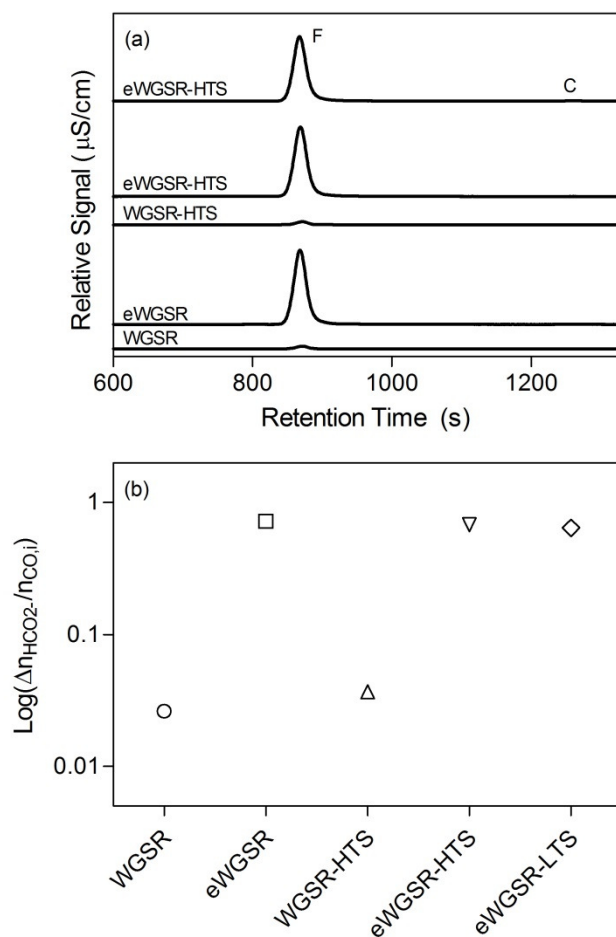 (a)
F
C
eWGSR-HTS
eWGSR-HTS
WGSR-HTS
eWGSR
WGSR
Relative Signal (μS/cm)
600 800 1000 1200
Retention Time (s)
(b)
1
0.1
0.01
Log(Δn_HCO2-/n_CO,i)
WGSR
eWGSR
WGSR-HTS
eWGSR-HTS
eWGSR-LTS